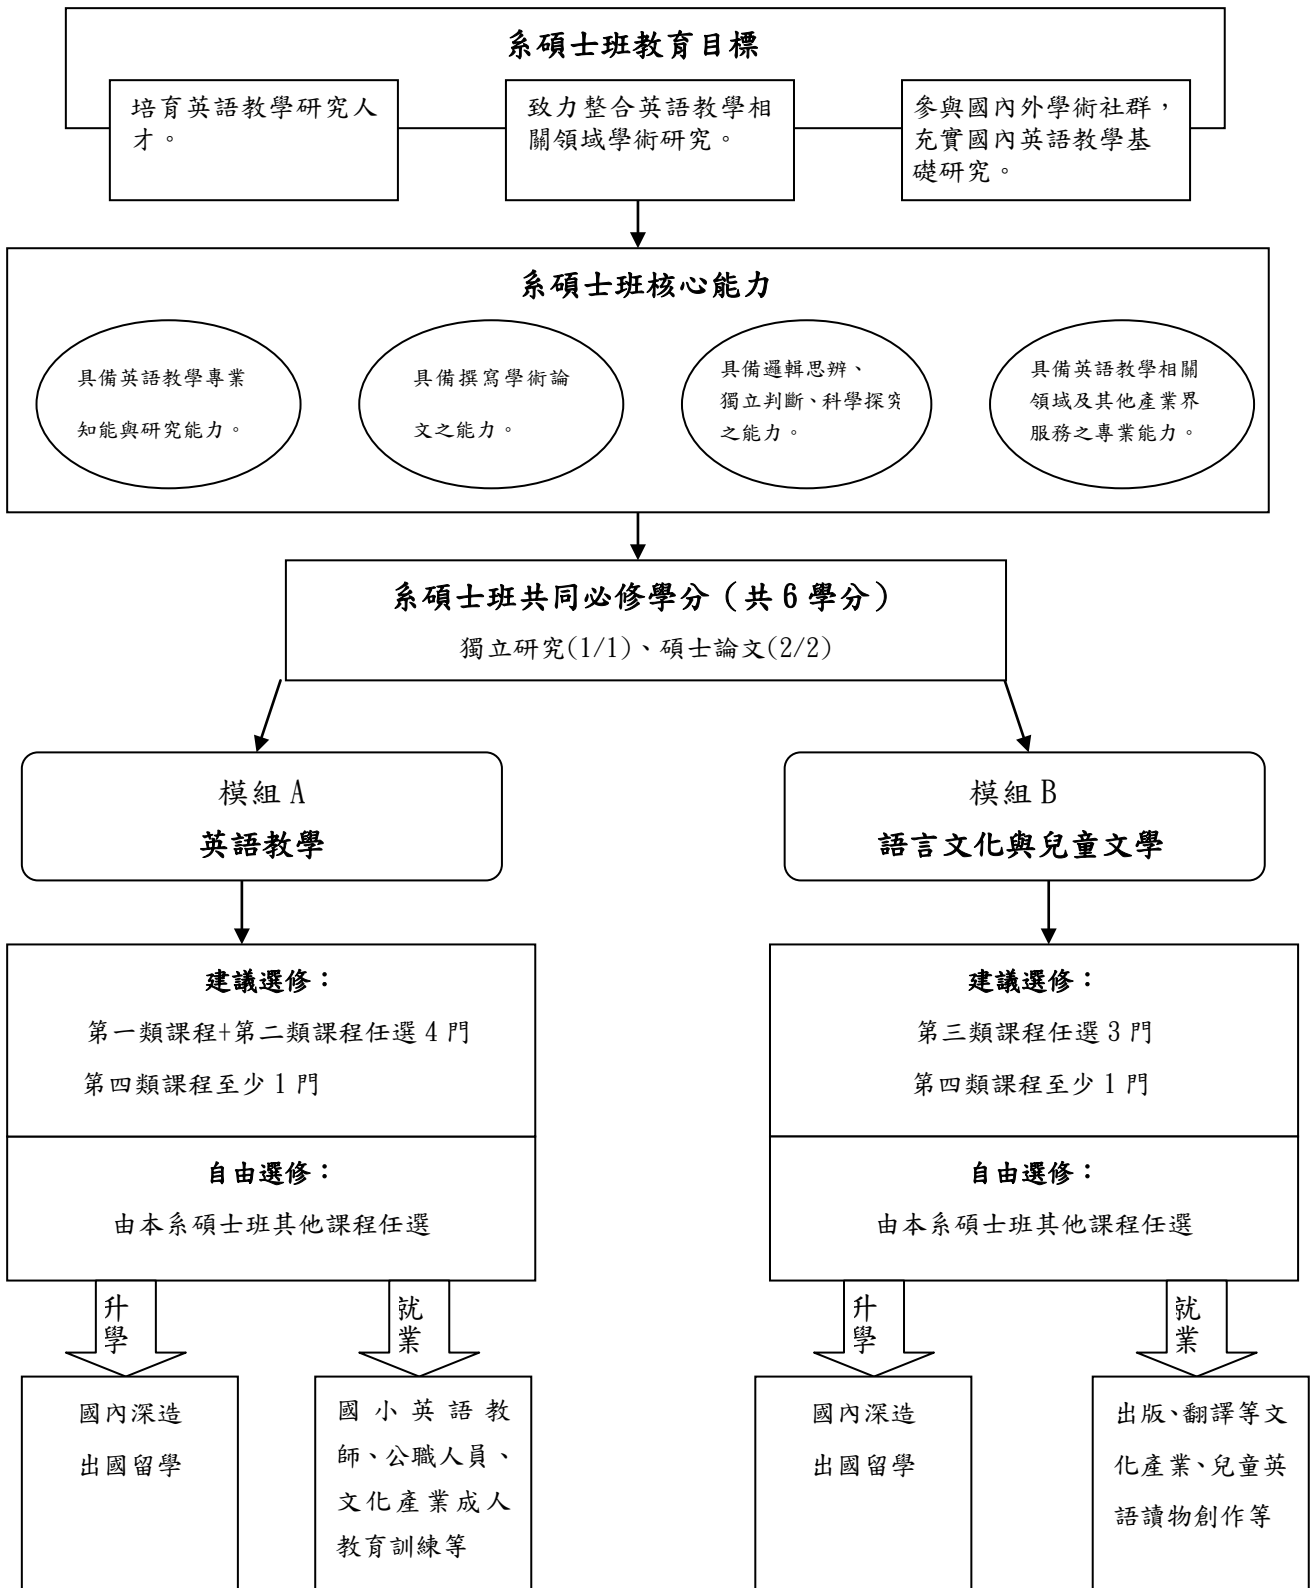 系碩士班教育目標
培育英語教學研究人
才。
致力整合英語教學相
關領域學術研究。
參與國內外學術社群，
充實國內英語教學基
礎研究。
系碩士班核心能力
具備英語教學專業
知能與研究能力。
具備撰寫學術論
文之能力。
具備邏輯思辨、
獨立判斷、科學探究
之能力。
具備英語教學相關
領域及其他產業界
服務之專業能力。
系碩士班共同必修學分（共6學分）
獨立研究(1/1)、碩士論文(2/2)
模組A
英語教學
模組B
語言文化與兒童文學
建議選修：
第一類課程+第二類課程任選4門
第四類課程至少1門
自由選修：
由本系碩士班其他課程任選
建議選修：
第三類課程任選3門
第四類課程至少1門
自由選修：
由本系碩士班其他課程任選
升
學
就
業
升
學
就
業
國內深造
出國留學
國小英語教
師、公職人員、
文化產業成人
教育訓練等
國內深造
出國留學
出版、翻譯等文
化產業、兒童英
語讀物創作等